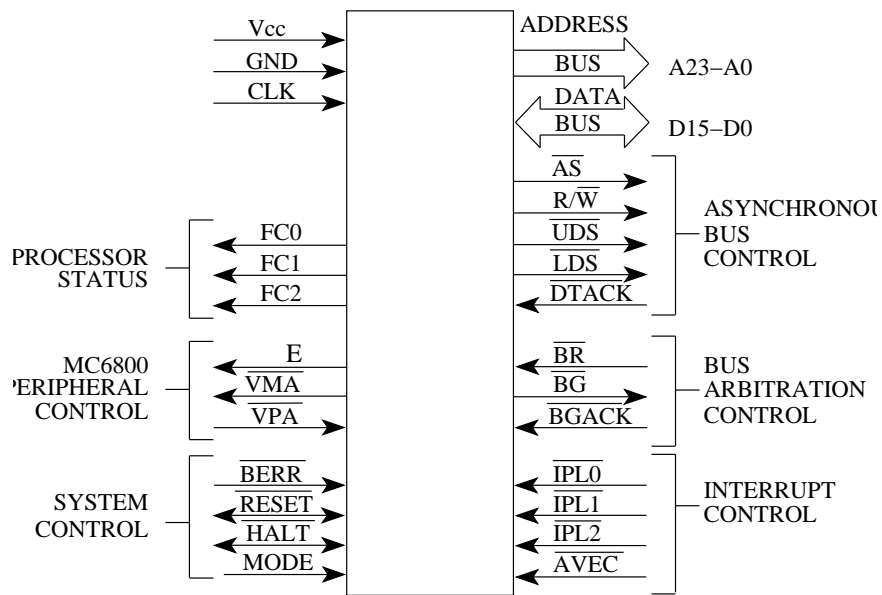 Vcc
GND
CLK
ADDRESS
BUS
A23−A0
DATA
BUS
D15−D0
AS
R/W
UDS
LDS
DTACK
ASYNCHRONOU
BUS
CONTROL
FC0
FC1
FC2
PROCESSOR
STATUS
E
VMA
VPA
MC6800
PERIPHERAL
CONTROL
BR
BG
BGACK
BUS
ARBITRATION
CONTROL
BERR
RESET
HALT
MODE
SYSTEM
CONTROL
IPL0
IPL1
IPL2
AVEC
INTERRUPT
CONTROL